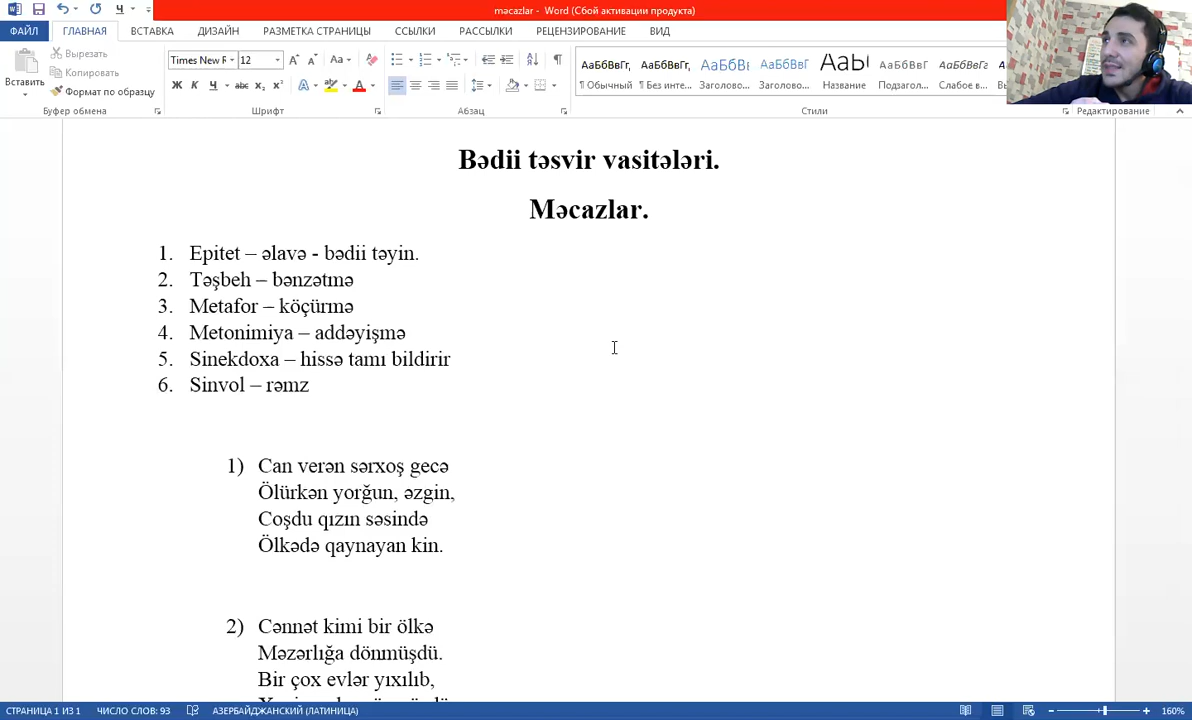 məcazlar - Word (Сбой активации продукта)
ФАЙЛ ГЛАВНАЯ ВСТАВКА ДИЗАЙН РАЗМЕТКА СТРАНИЦЫ ССЫЛКИ РАССЫЛКИ РЕЦЕНЗИРОВАНИЕ ВИД
Вставить
Вырезать
Копировать
Формат по образцу
Times New R 12
Ж К Ч abc x₂ x²
АаБбВвГг, АаБбВвГг, АаБбВ АаБбВвГ АаБб АаБбВвГ АаБбВвГг
¶ Обычный ¶ Без инте... Заголово... Заголово... Название Подзагол... Слабое в...
Буфер обмена Шрифт Абзац Стили Редактирование
Bədii təsvir vasitələri.
Məcazlar.
1. Epitet – əlavə - bədii təyin.
2. Təşbeh – bənzətmə
3. Metafor – köçürmə
4. Metonimiya – addəyişmə
5. Sinekdoxa – hissə tamı bildirir
6. Sinvol – rəmz
1) Can verən sərxoş gecə
Ölürkən yorğun, əzgin,
Coşdu qızın səsində
Ölkədə qaynayan kin.
2) Cənnət kimi bir ölkə
Məzərlığa dönmüşdü.
Bir çox evlər yıxılıb,
СТРАНИЦА 1 ИЗ 1 ЧИСЛО СЛОВ: 93 АЗЕРБАЙДЖАНСКИЙ (ЛАТИНИЦА) 160%